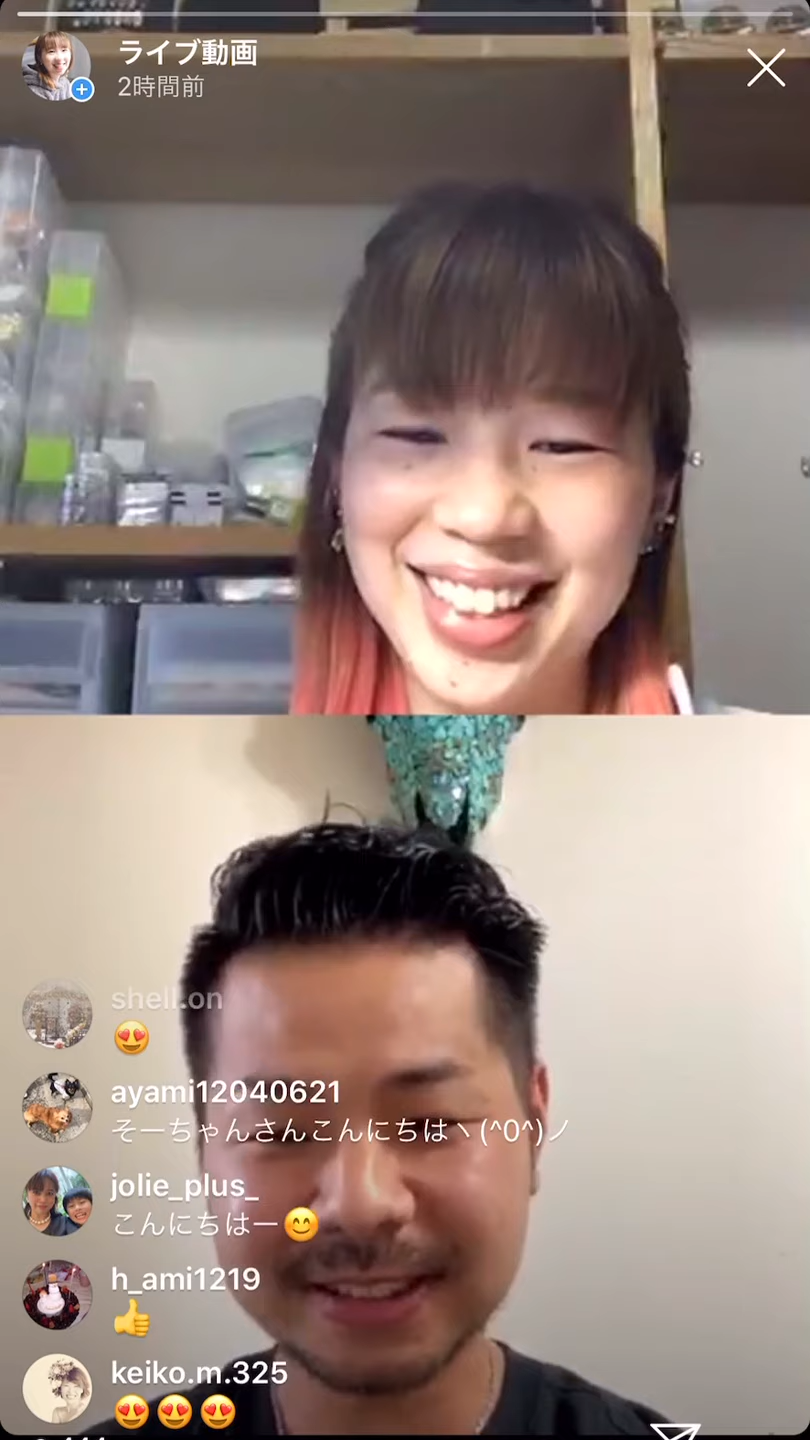 ライブ動画
2時間前
shell.on
😍
ayami12040621
そーちゃんさんこんにちはヽ(^0^)ノ
jolie_plus_
こんにちはー😊
h_ami1219
👍
keiko.m.325
😍😍😍